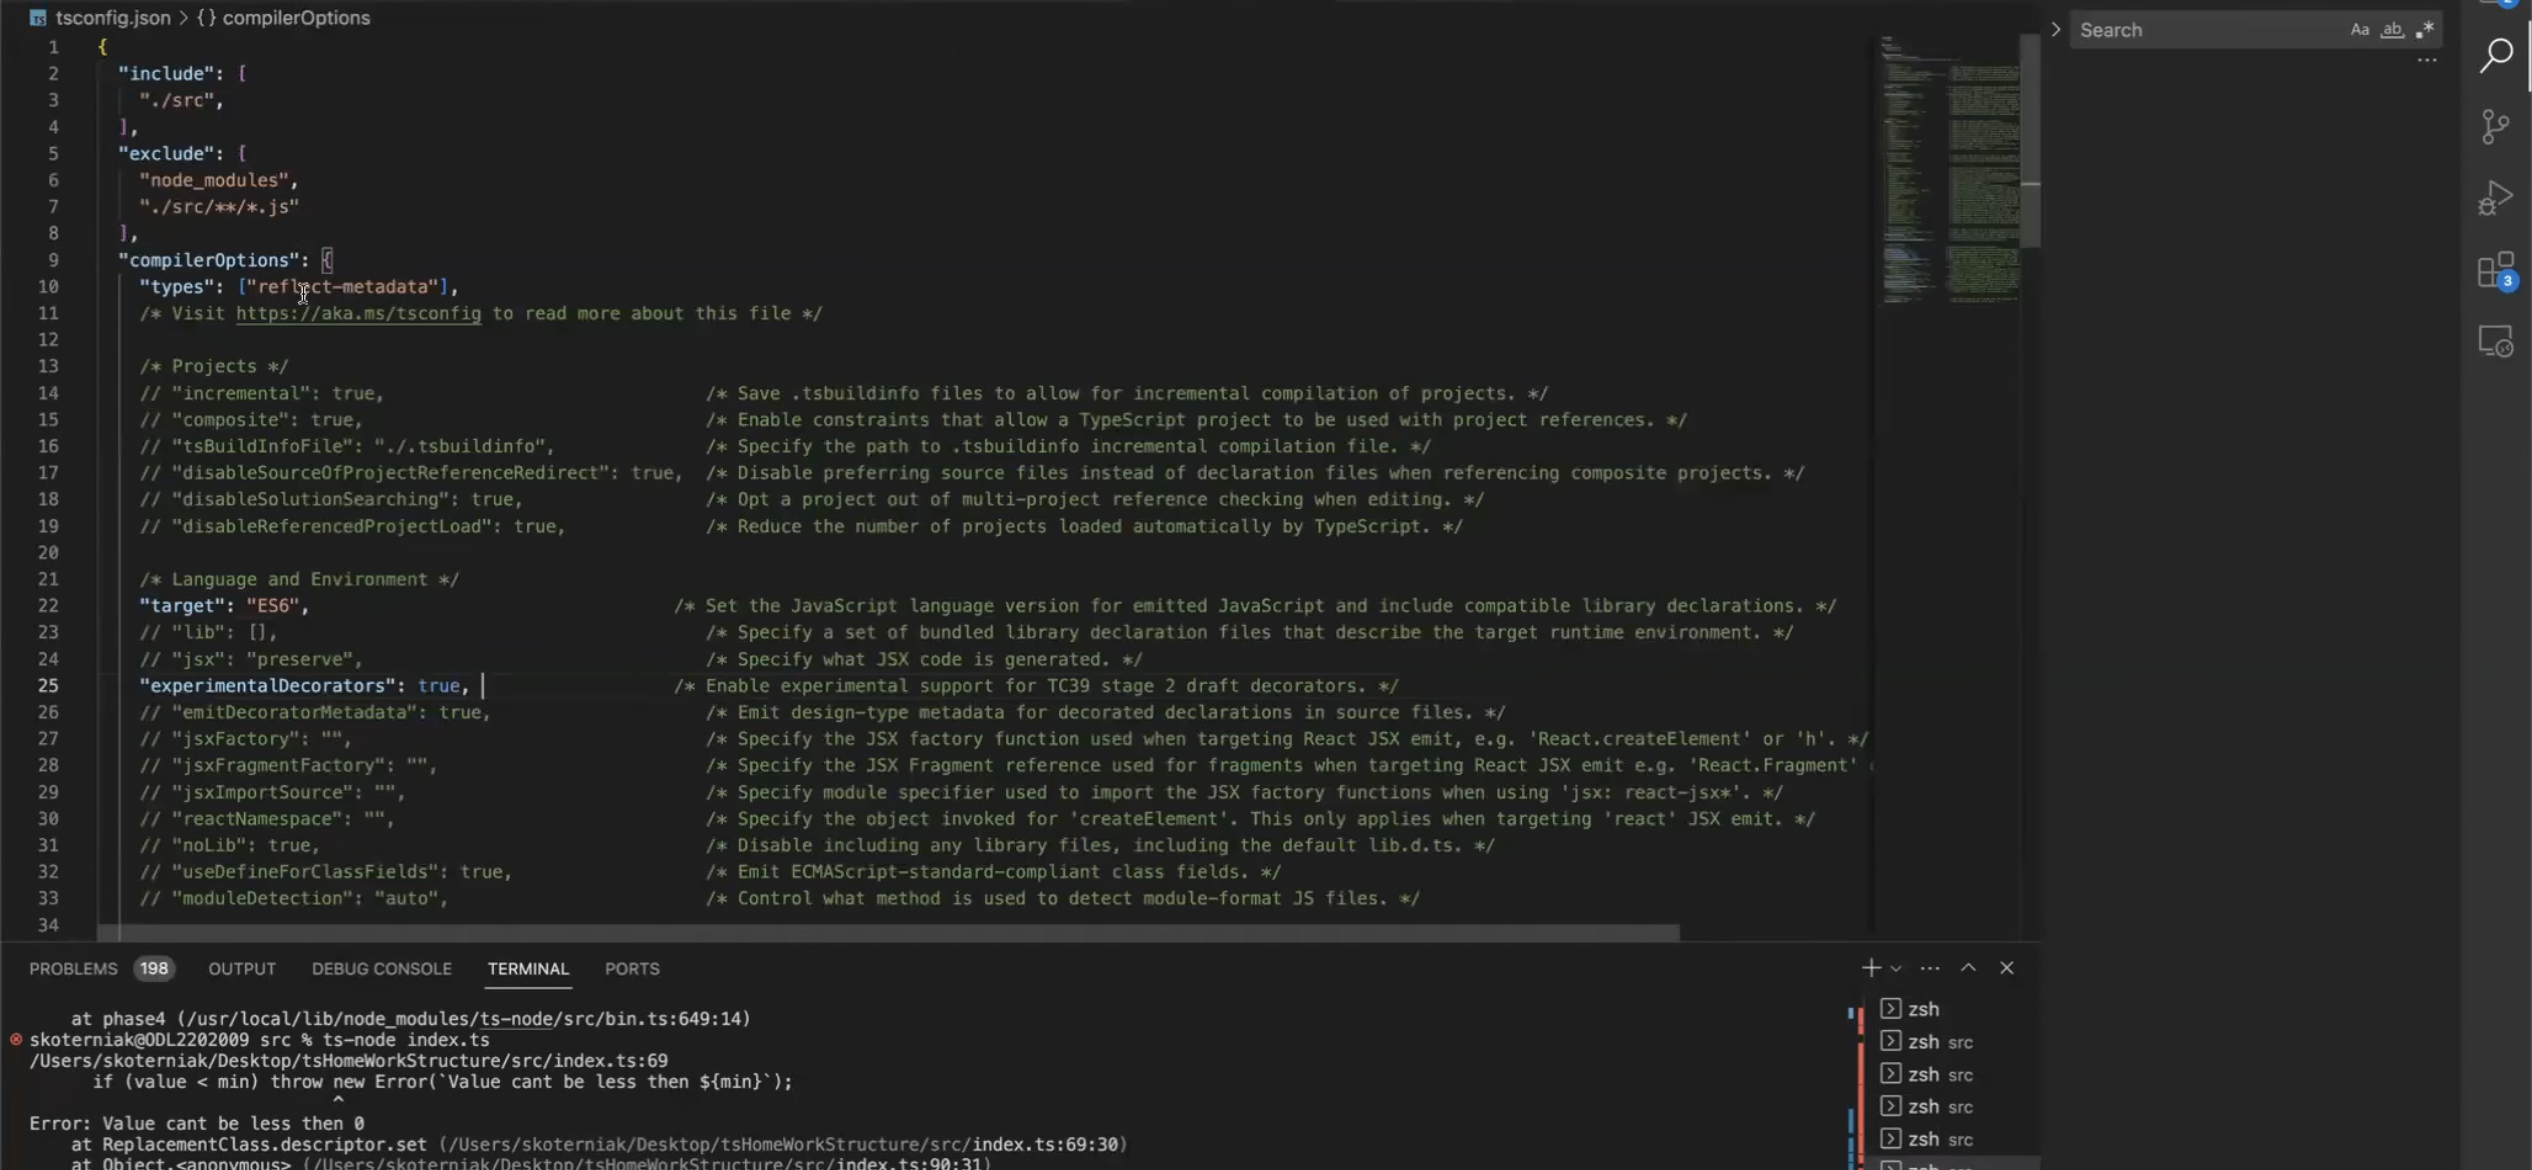 tsconfig.json > {} compilerOptions
1 {
2 "include": [
3 "./src",
4 ],
5 "exclude": [
6 "node_modules",
7 "./src/**/*.js"
8 ],
9 "compilerOptions": {
10 "types": ["reflect-metadata"],
11 /* Visit https://aka.ms/tsconfig to read more about this file */
12
13 /* Projects */
14 // "incremental": true, /* Save .tsbuildinfo files to allow for incremental compilation of projects. */
15 // "composite": true, /* Enable constraints that allow a TypeScript project to be used with project references. */
16 // "tsBuildInfoFile": "./.tsbuildinfo", /* Specify the path to .tsbuildinfo incremental compilation file. */
17 // "disableSourceOfProjectReferenceRedirect": true, /* Disable preferring source files instead of declaration files when referencing composite projects. */
18 // "disableSolutionSearching": true, /* Opt a project out of multi-project reference checking when editing. */
19 // "disableReferencedProjectLoad": true, /* Reduce the number of projects loaded automatically by TypeScript. */
20
21 /* Language and Environment */
22 "target": "ES6", /* Set the JavaScript language version for emitted JavaScript and include compatible library declarations. */
23 // "lib": [], /* Specify a set of bundled library declaration files that describe the target runtime environment. */
24 // "jsx": "preserve", /* Specify what JSX code is generated. */
25 "experimentalDecorators": true, /* Enable experimental support for TC39 stage 2 draft decorators. */
26 // "emitDecoratorMetadata": true, /* Emit design-type metadata for decorated declarations in source files. */
27 // "jsxFactory": "", /* Specify the JSX factory function used when targeting React JSX emit, e.g. 'React.createElement' or 'h'. */
28 // "jsxFragmentFactory": "", /* Specify the JSX Fragment reference used for fragments when targeting React JSX emit e.g. 'React.Fragment'
29 // "jsxImportSource": "", /* Specify module specifier used to import the JSX factory functions when using 'jsx: react-jsx*'. */
30 // "reactNamespace": "", /* Specify the object invoked for 'createElement'. This only applies when targeting 'react' JSX emit. */
31 // "noLib": true, /* Disable including any library files, including the default lib.d.ts. */
32 // "useDefineForClassFields": true, /* Emit ECMAScript-standard-compliant class fields. */
33 // "moduleDetection": "auto", /* Control what method is used to detect module-format JS files. */
34
Search Aa ab .*
3
PROBLEMS 198 OUTPUT DEBUG CONSOLE TERMINAL PORTS
at phase4 (/usr/local/lib/node_modules/ts-node/src/bin.ts:649:14)
skoterniak@ODL2202009 src % ts-node index.ts
/Users/skoterniak/Desktop/tsHomeWorkStructure/src/index.ts:69
if (value < min) throw new Error(`Value cant be less then ${min}`);
^
Error: Value cant be less then 0
at ReplacementClass.descriptor.set (/Users/skoterniak/Desktop/tsHomeWorkStructure/src/index.ts:69:30)
at Object.<anonymous> (/Users/skoterniak/Desktop/tsHomeWorkStructure/src/index.ts:90:31)
zsh
zsh src
zsh src
zsh src
zsh src
zsh src